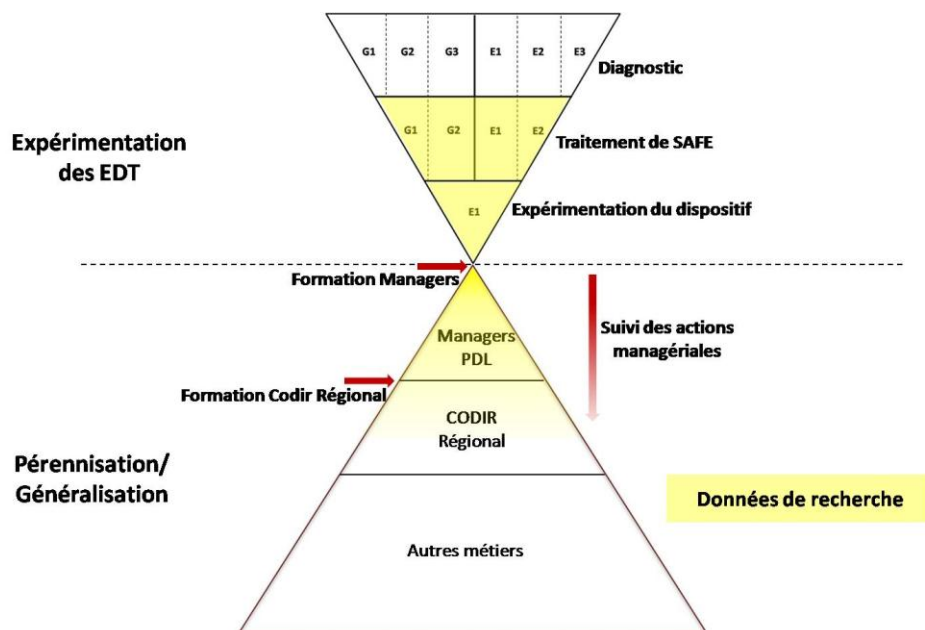 G1 G2 G3 E1 E2 E3
Diagnostic
Expérimentation
des EDT
G1 G2 E1 E2
Traitement de SAFE
E1
Expérimentation du dispositif
Formation Managers
Suivi des actions
managériales
Managers
PDL
Formation Codir Régional
CODIR
Régional
Pérennisation/
Généralisation
Données de recherche
Autres métiers